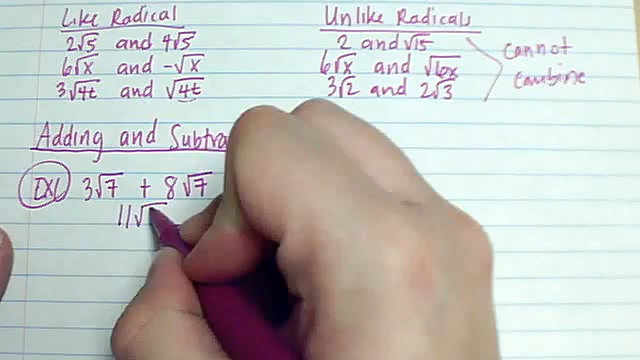 Like Radical
2√5 and 4√5
6√x and -√x
3√4t and √4t
Unlike Radicals
2 and √15
6√x and √6x
3√2 and 2√3
cannot
combine
Adding and Subtra
EX1 3√7 + 8√7
11√